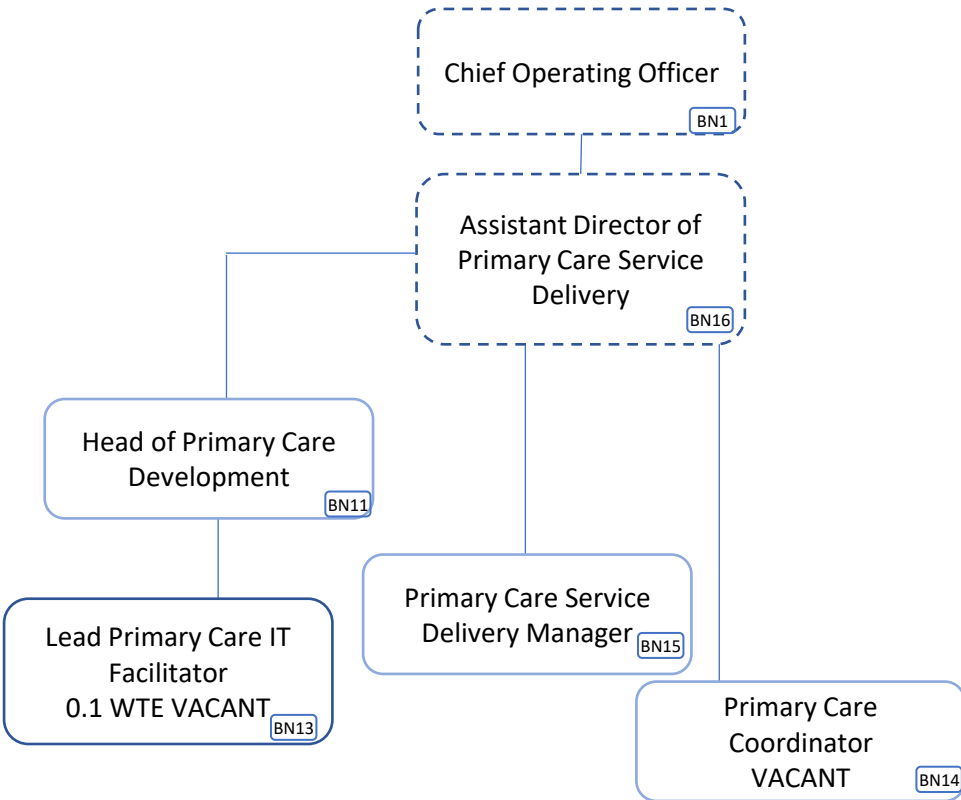 Chief Operating Officer
BN1
Assistant Director of
Primary Care Service
Delivery
BN16
Head of Primary Care
Development
BN11
Primary Care Service
Delivery Manager
BN15
Lead Primary Care IT
Facilitator
0.1 WTE VACANT
BN13
Primary Care
Coordinator
VACANT
BN14